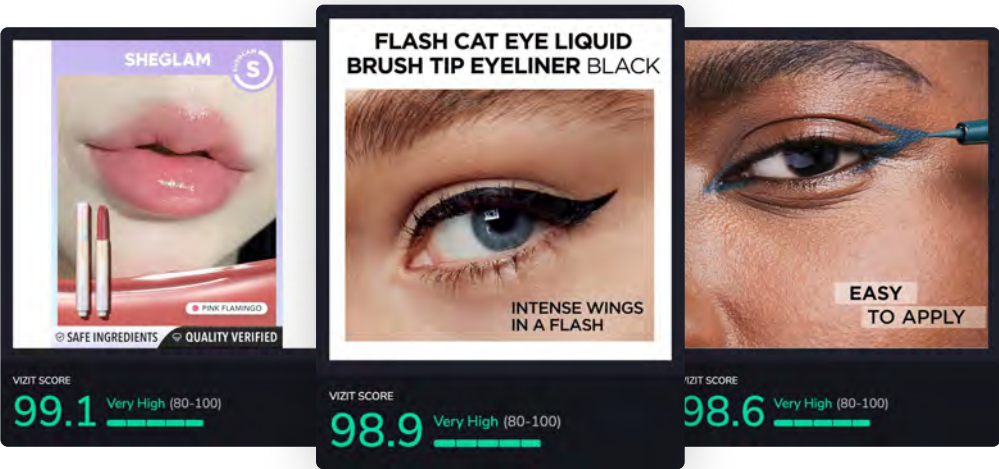 SHEGLAM
S
PINK FLAMINGO
SAFE INGREDIENTS
QUALITY VERIFIED
VIZIT SCORE
99.1
Very High (80-100)
FLASH CAT EYE LIQUID
BRUSH TIP EYELINER BLACK
INTENSE WINGS
IN A FLASH
VIZIT SCORE
98.9
Very High (80-100)
EASY
TO APPLY
VIZIT SCORE
98.6
Very High (80-100)